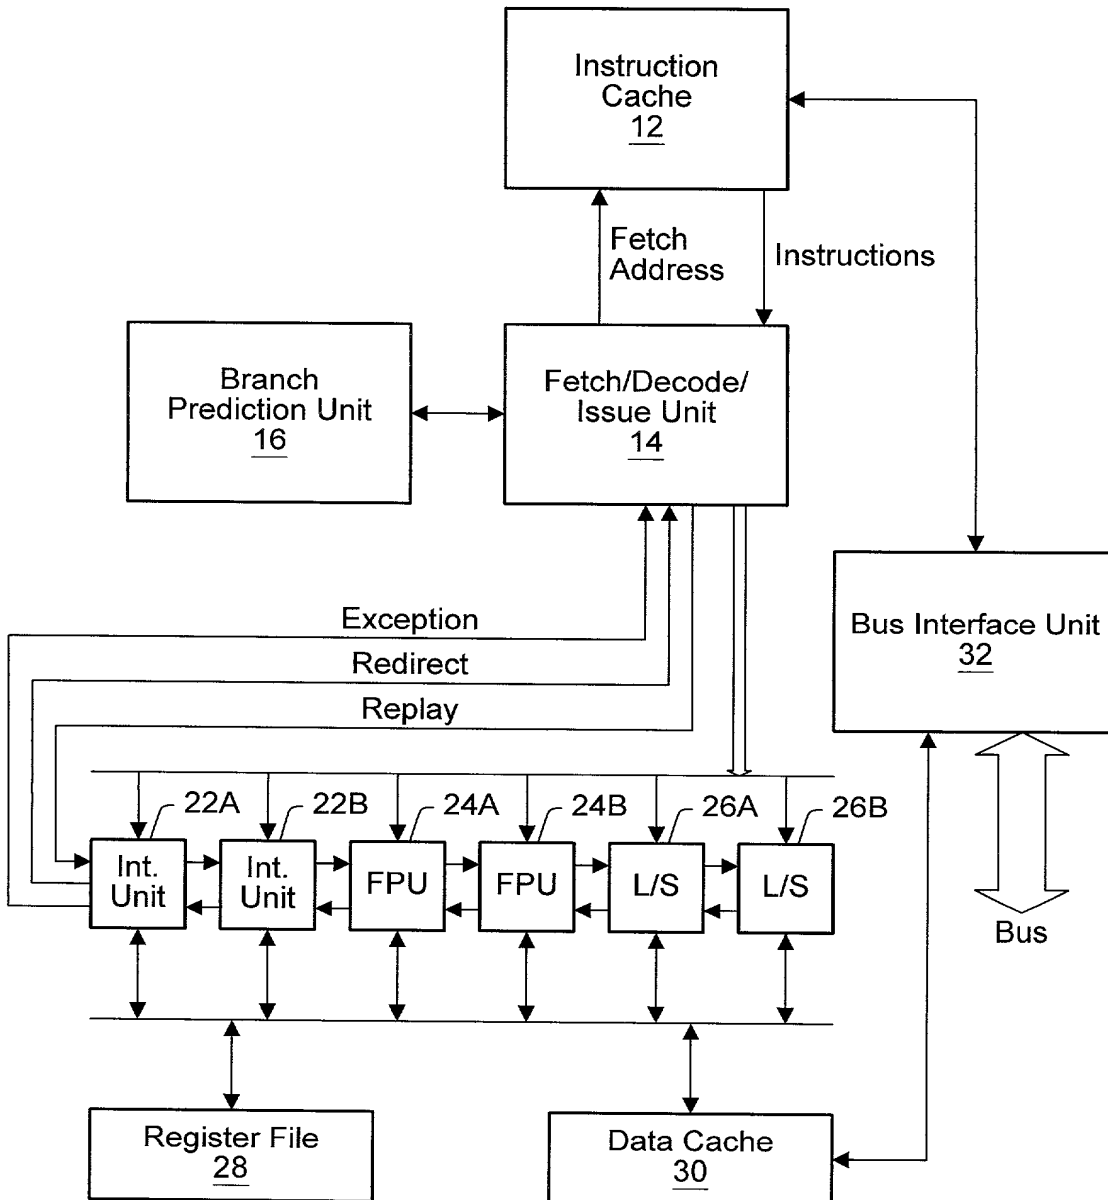 Instruction
Cache
12
Fetch
Address
Instructions
Branch
Prediction Unit
16
Fetch/Decode/
Issue Unit
14
Bus Interface Unit
32
Exception
Redirect
Replay
22A
22B
24A
24B
26A
26B
Int.
Unit
Int.
Unit
FPU
FPU
L/S
L/S
Bus
Register File
28
Data Cache
30